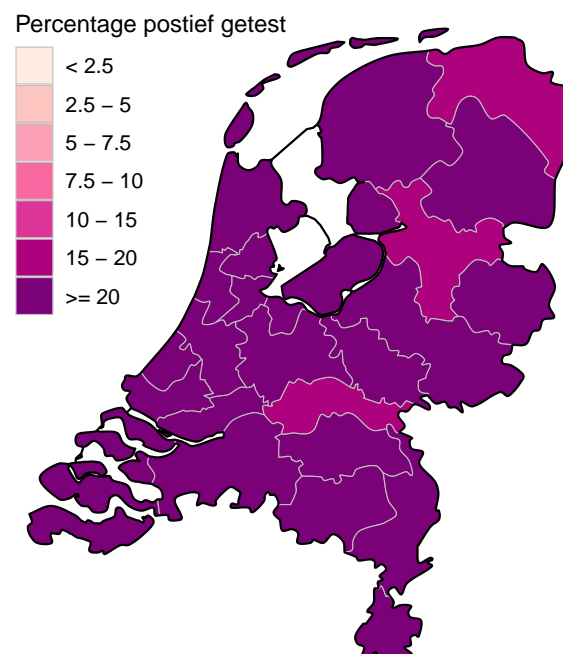 Percentage postief getest
< 2.5
2.5 – 5
5 – 7.5
7.5 – 10
10 – 15
15 – 20
>= 20